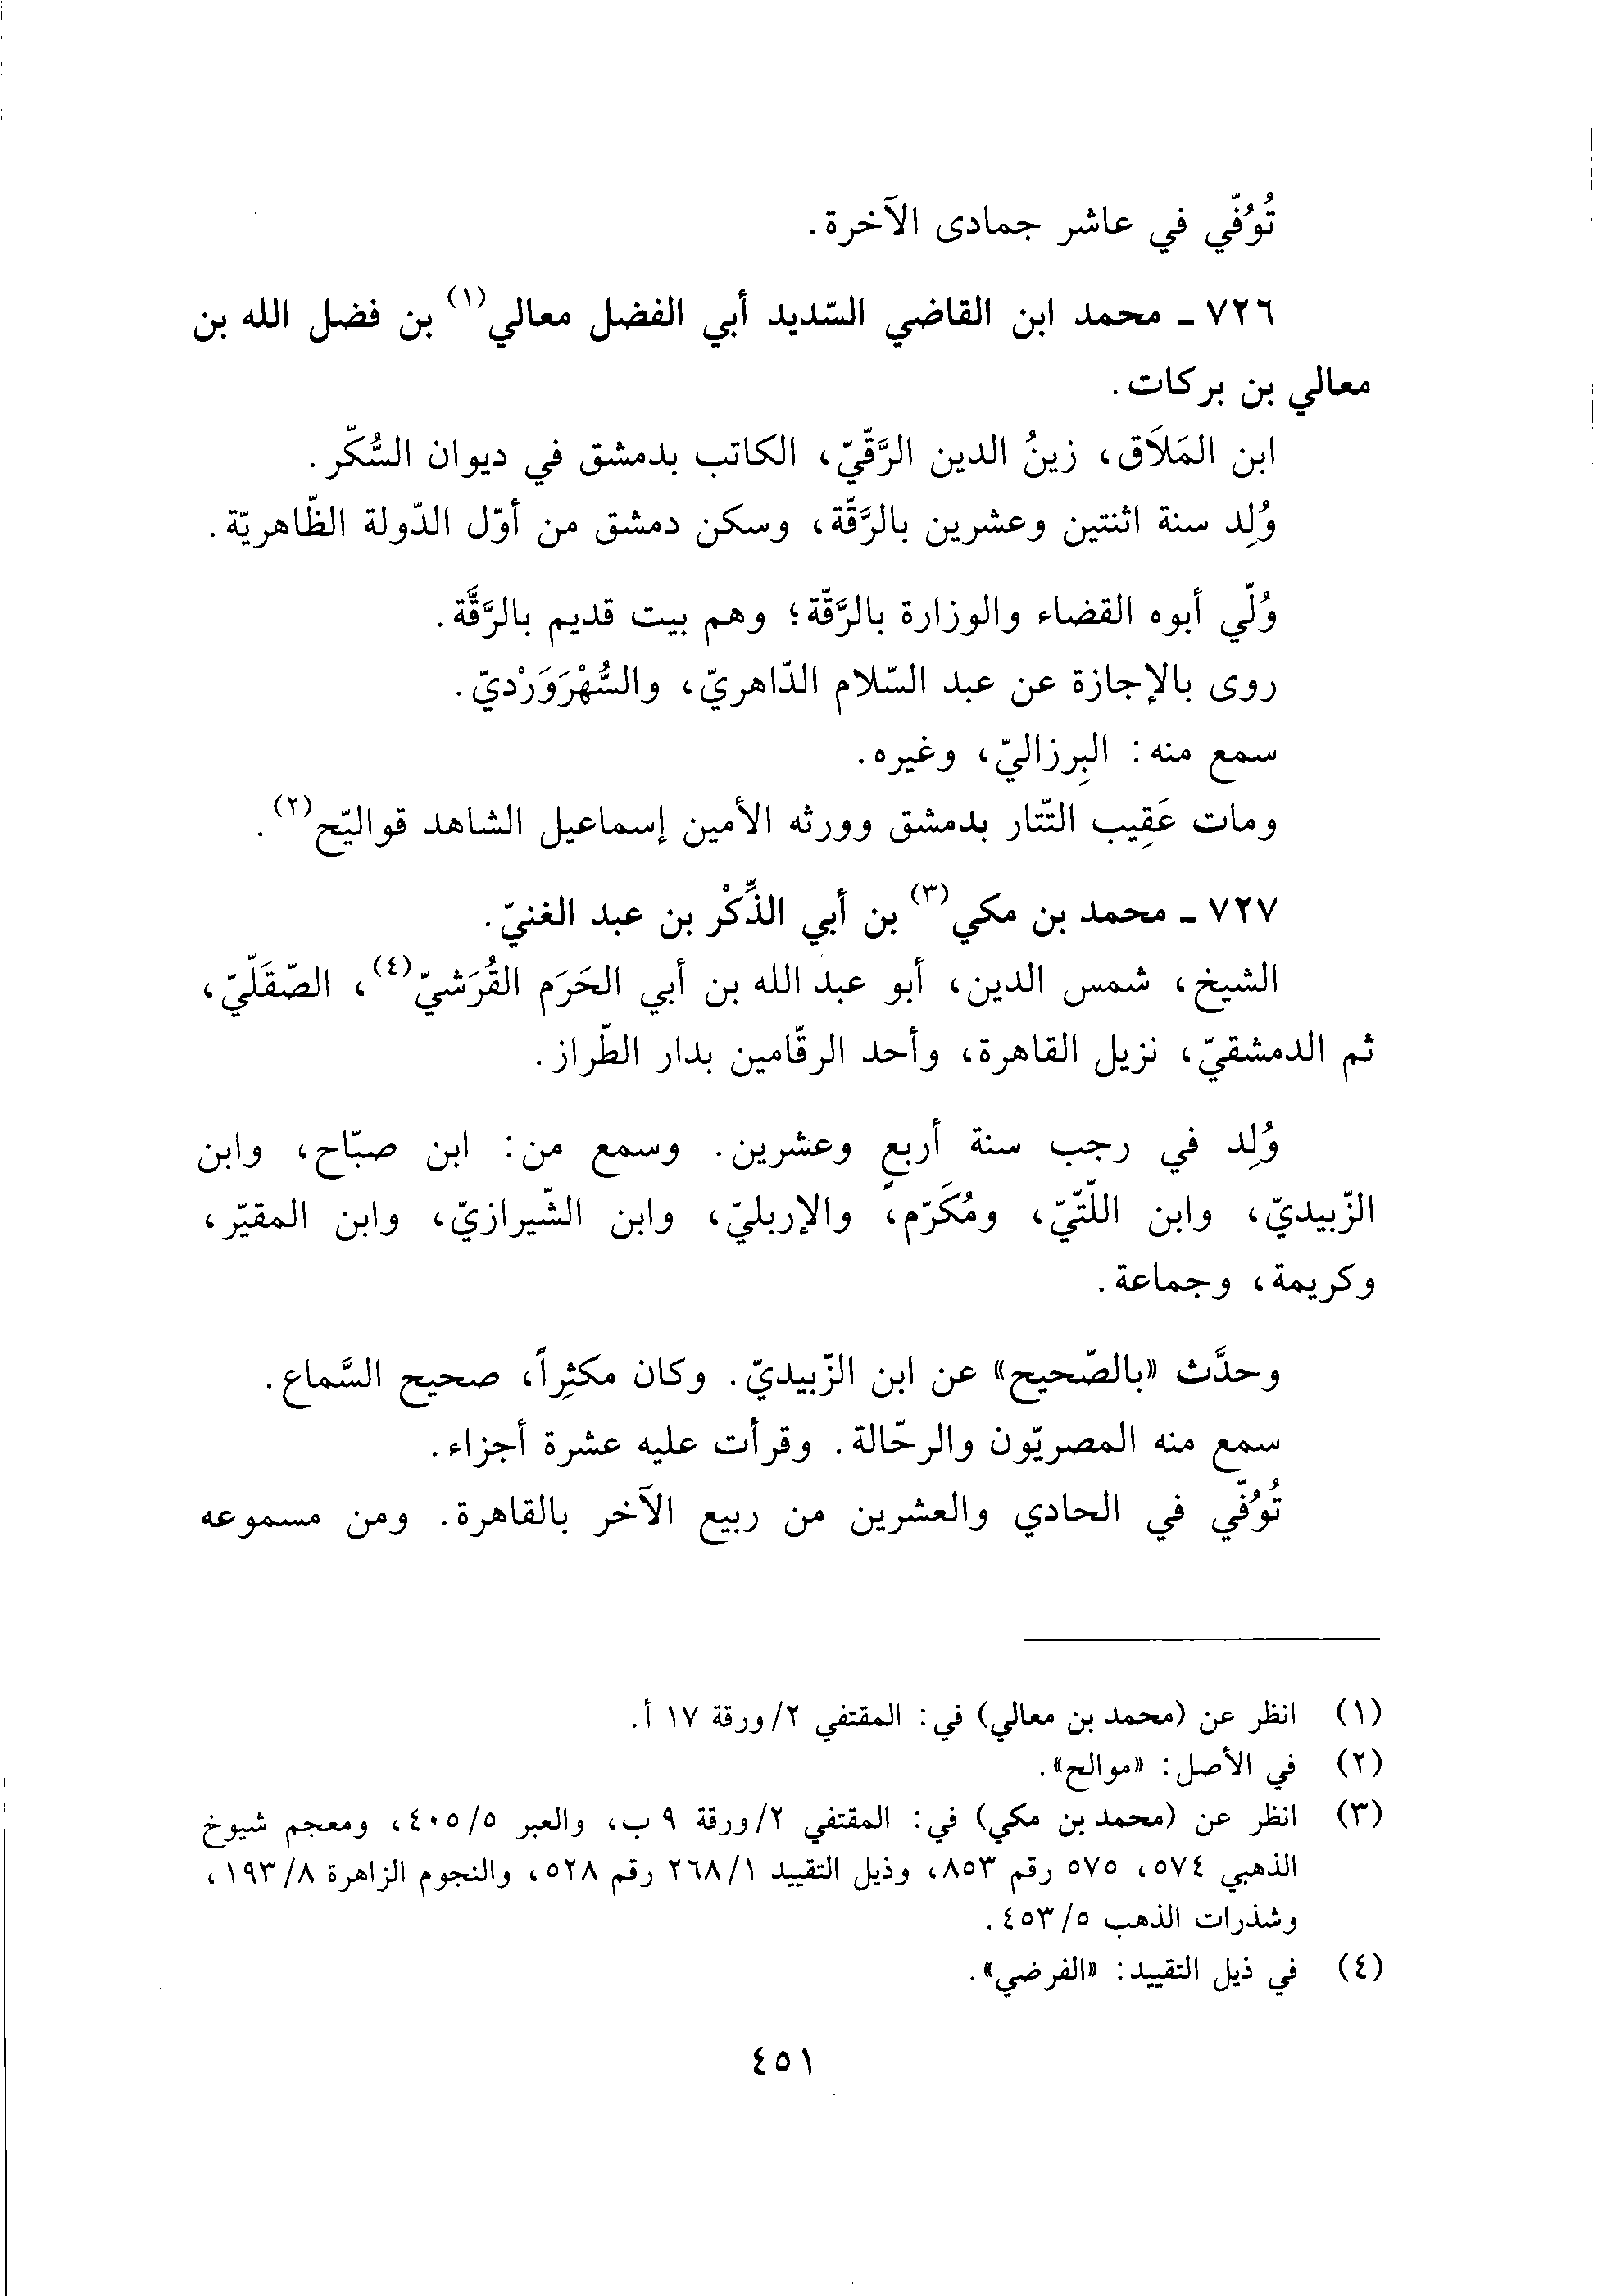 تُوُفّي في عاشر جمادى الآخرة.
٧٢٦ ـ محمد ابن القاضي السّديد أبي الفضل معالي(١) بن فضل الله بن
معالي بن بركات.
ابن المَلاَق، زينُ الدين الرَّقّيّ، الكاتب بدمشق في ديوان السُّكّر.
وُلِد سنة اثنتين وعشرين بالرَّقّة، وسكن دمشق من أوّل الدّولة الظّاهريّة.
وُلّي أبوه القضاء والوزارة بالرَّقّة؛ وهم بيت قديم بالرَّقَّة.
روى بالإجازة عن عبد السّلام الدّاهريّ، والسُّهْرَوَرْديّ.
سمع منه: البِرزاليّ، وغيره.
ومات عَقِيب التّتار بدمشق وورثه الأمين إسماعيل الشاهد قواليّح(٢).
٧٢٧ ـ محمد بن مكي(٣) بن أبي الذِّكْر بن عبد الغنيّ.
الشيخ، شمس الدين، أبو عبد الله بن أبي الحَرَم القُرَشيّ(٤)، الصّقَلّيّ،
ثم الدمشقيّ، نزيل القاهرة، وأحد الرقّامين بدار الطّراز.
وُلِد في رجب سنة أربعٍ وعشرين. وسمع من: ابن صبّاح، وابن
الزّبيديّ، وابن اللّتّيّ، ومُكَرّم، والإربليّ، وابن الشّيرازيّ، وابن المقيّر،
وكريمة، وجماعة.
وحدَّث «بالصّحيح» عن ابن الزّبيديّ. وكان مكثِراً، صحيح السَّماع.
سمع منه المصريّون والرحّالة. وقرأت عليه عشرة أجزاء.
تُوُفّي في الحادي والعشرين من ربيع الآخر بالقاهرة. ومن مسموعه
(١) انظر عن (محمد بن معالي) في: المقتفي ٢/ورقة ١٧ أ.
(٢) في الأصل: «موالح».
(٣) انظر عن (محمد بن مكي) في: المقتفي ٢/ورقة ٩ ب، والعبر ٤٠٥/٥، ومعجم شيوخ
الذهبي ٥٧٤، ٥٧٥ رقم ٨٥٣، وذيل التقييد ٢٦٨/١ رقم ٥٢٨، والنجوم الزاهرة ١٩٣/٨،
وشذرات الذهب ٤٥٣/٥.
(٤) في ذيل التقييد: «الفرضي».
٤٥١